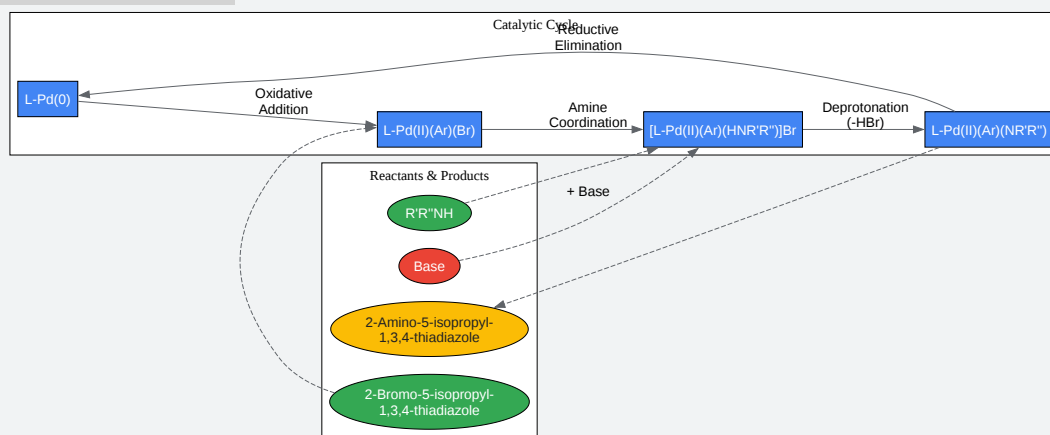 Catalytic Cycle
Reductive
Elimination
L-Pd(0)
Oxidative
Addition
L-Pd(II)(Ar)(Br)
Amine
Coordination
[L-Pd(II)(Ar)(HNR'R")]Br
Deprotonation
(-HBr)
L-Pd(II)(Ar)(NR'R")
Reactants & Products
R'R"NH
+ Base
Base
2-Amino-5-isopropyl-
1,3,4-thiadiazole
2-Bromo-5-isopropyl-
1,3,4-thiadiazole